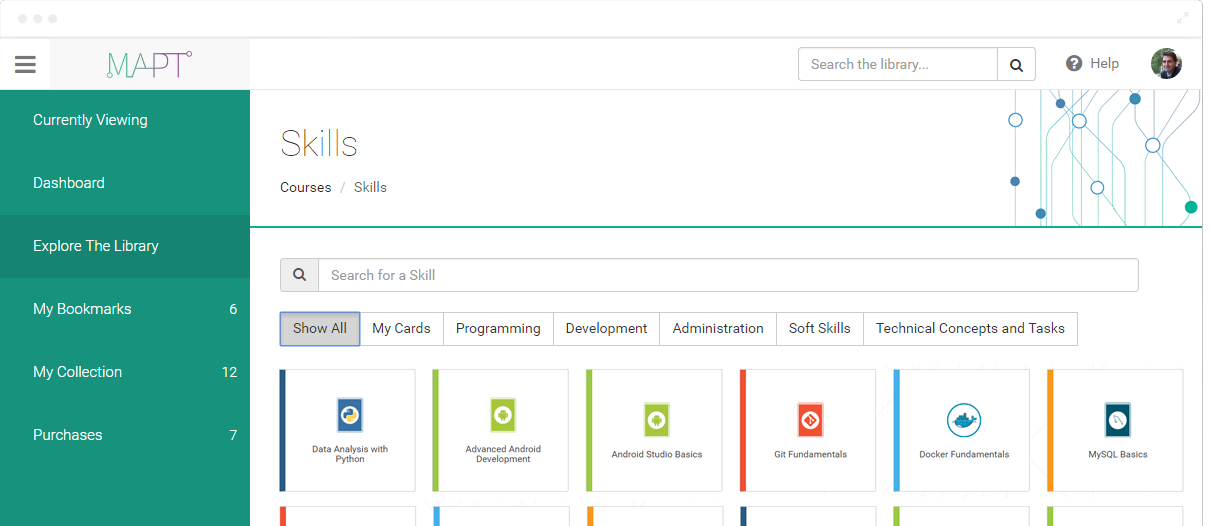 MAPT
Search the library...
Help
Currently Viewing
Dashboard
Explore The Library
My Bookmarks 6
My Collection 12
Purchases 7
Skills
Courses / Skills
Search for a Skill
Show All My Cards Programming Development Administration Soft Skills Technical Concepts and Tasks
Data Analysis with
Python
Advanced Android
Development
Android Studio Basics
Git Fundamentals
Docker Fundamentals
MySQL Basics